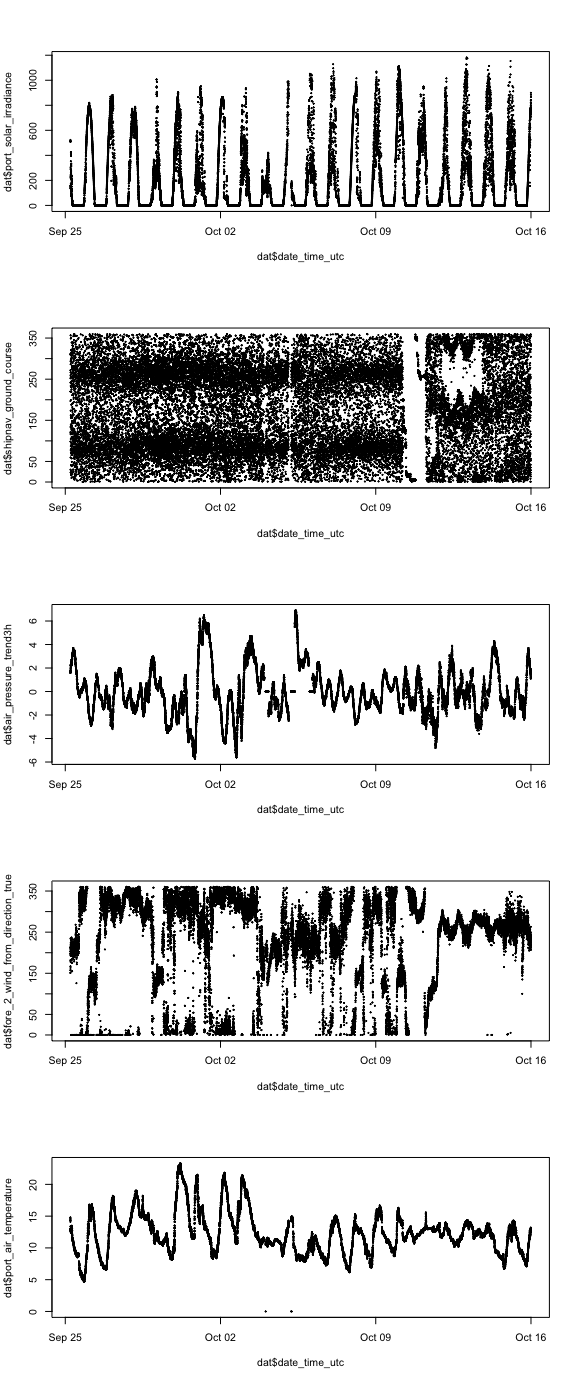 dat$port_solar_irradiance
1000
600
200
0
Sep 25
Oct 02
Oct 09
Oct 16
dat$date_time_utc
dat$shipnav_ground_course
350
250
150
50
0
Sep 25
Oct 02
Oct 09
Oct 16
dat$date_time_utc
dat$air_pressure_trend3h
6
4
2
0
-2
-4
-6
Sep 25
Oct 02
Oct 09
Oct 16
dat$date_time_utc
dat$fore_2_wind_from_direction_true
350
250
150
50
0
Sep 25
Oct 02
Oct 09
Oct 16
dat$date_time_utc
dat$port_air_temperature
20
15
10
5
0
Sep 25
Oct 02
Oct 09
Oct 16
dat$date_time_utc